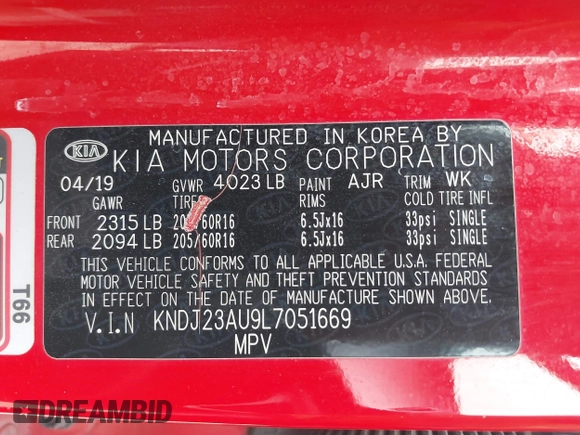 MANUFACTURED IN KOREA BY
KIA KIA MOTORS CORPORATION
04/19 GVWR 4023 LB PAINT AJR TRIM WK
GAWR TIRES RIMS COLD TIRE INFL
FRONT 2315 LB 205/60R16 6.5Jx16 33psi SINGLE
REAR 2094 LB 205/60R16 6.5Jx16 33psi SINGLE
THIS VEHICLE CONFORMS TO ALL APPLICABLE U.S.A. FEDERAL
MOTOR VEHICLE SAFETY AND THEFT PREVENTION STANDARDS
IN EFFECT ON THE DATE OF MANUFACTURE SHOWN ABOVE.
V.I.N KNDJ23AU9L7051669
MPV
T66
DREAMBID